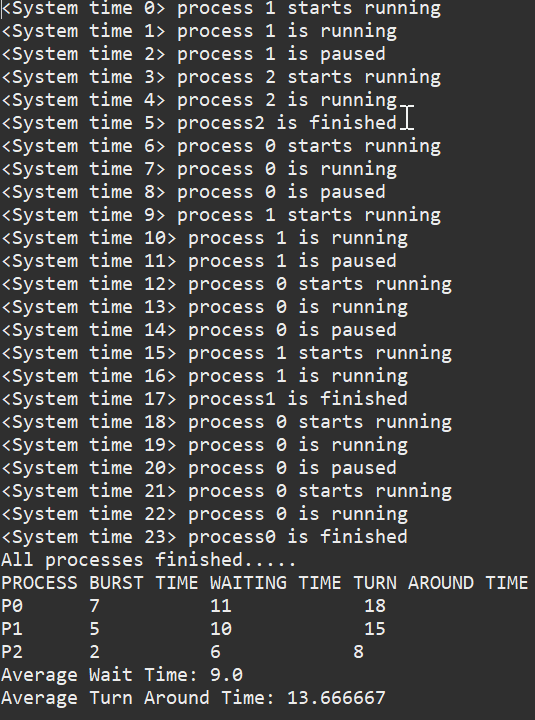 <System time 0> process 1 starts running
<System time 1> process 1 is running
<System time 2> process 1 is paused
<System time 3> process 2 starts running
<System time 4> process 2 is running
<System time 5> process2 is finished
<System time 6> process 0 starts running
<System time 7> process 0 is running
<System time 8> process 0 is paused
<System time 9> process 1 starts running
<System time 10> process 1 is running
<System time 11> process 1 is paused
<System time 12> process 0 starts running
<System time 13> process 0 is running
<System time 14> process 0 is paused
<System time 15> process 1 starts running
<System time 16> process 1 is running
<System time 17> process1 is finished
<System time 18> process 0 starts running
<System time 19> process 0 is running
<System time 20> process 0 is paused
<System time 21> process 0 starts running
<System time 22> process 0 is running
<System time 23> process0 is finished
All processes finished.....
PROCESS BURST TIME WAITING TIME TURN AROUND TIME
P0 7 11 18
P1 5 10 15
P2 2 6 8
Average Wait Time: 9.0
Average Turn Around Time: 13.666667